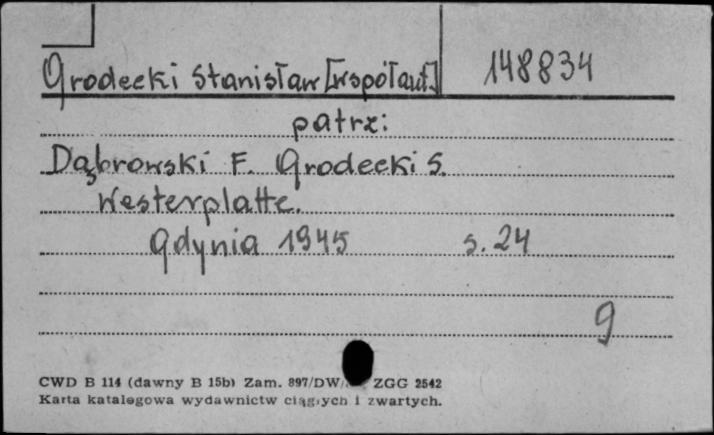 Grodecki Stanisław [współaut.] 148834
patrz:
Dąbrowski F. Grodecki S.
Westerplatte.
Gdynia 1945 s. 24
9
CWD B 114 (dawny B 15b) Zam. 897/DW/ ZGG 2542
Karta katalogowa wydawnictw ciągłych i zwartych.